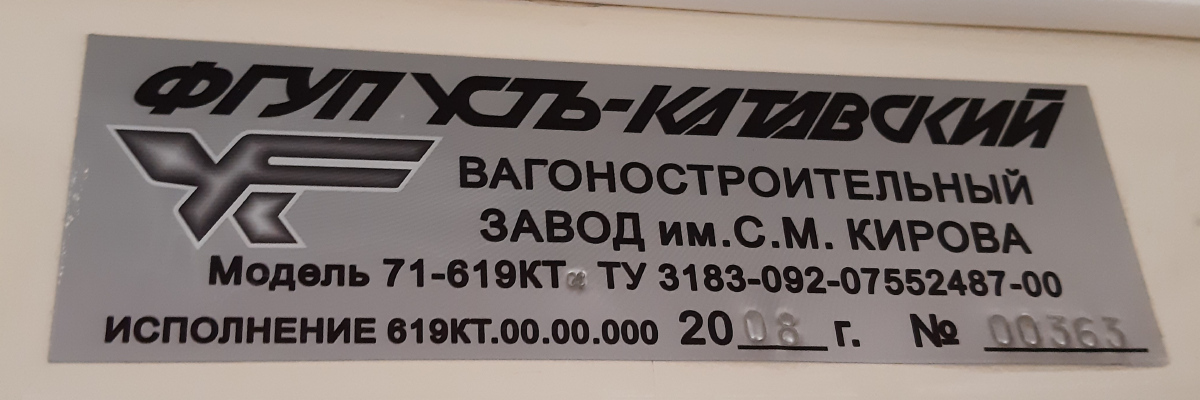 ФГУП УСТЬ-КАТАВСКИЙ
ВАГОНОСТРОИТЕЛЬНЫЙ
ЗАВОД им.С.М. КИРОВА
Модель 71-619КТ ТУ 3183-092-07552487-00
ИСПОЛНЕНИЕ 619КТ.00.00.000 2008 г. № 00363